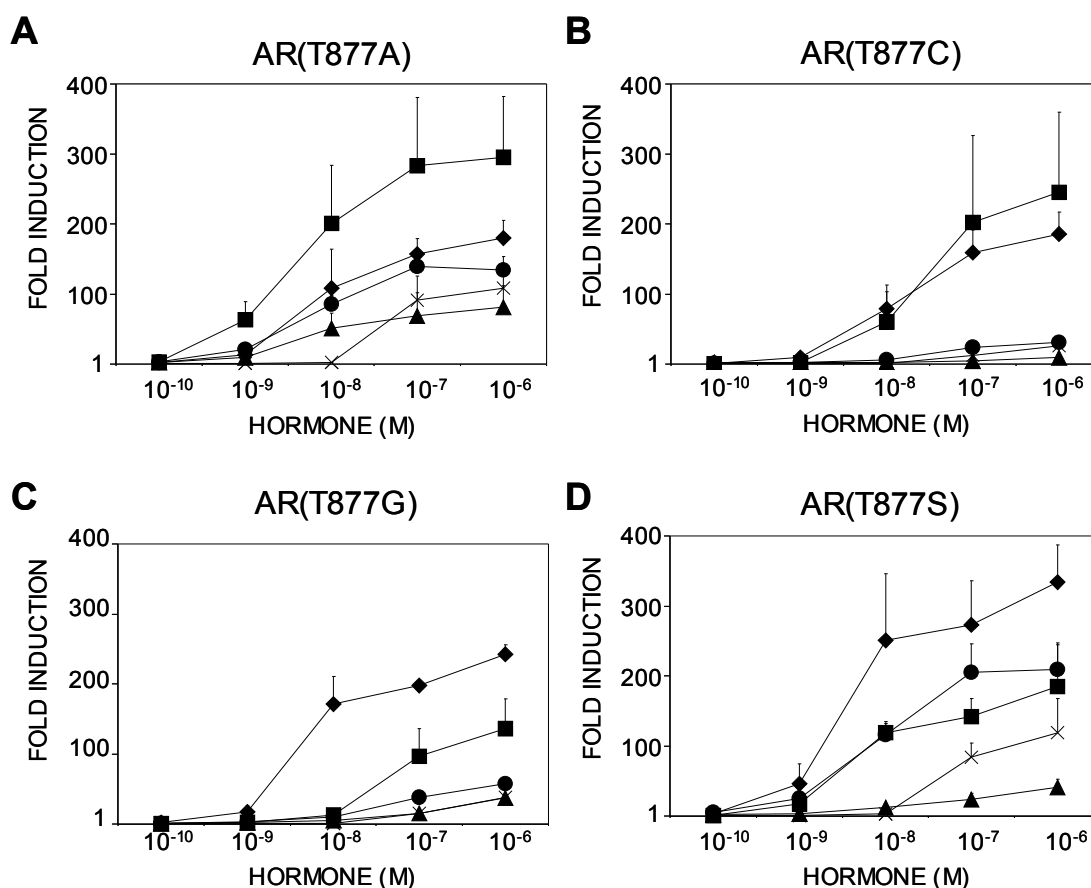 A
AR(T877A)
FOLD INDUCTION
400
300
200
100
1
10-10 10-9 10-8 10-7 10-6
HORMONE (M)
B
AR(T877C)
FOLD INDUCTION
400
300
200
100
1
10-10 10-9 10-8 10-7 10-6
HORMONE (M)
C
AR(T877G)
FOLD INDUCTION
400
300
200
100
1
10-10 10-9 10-8 10-7 10-6
HORMONE (M)
D
AR(T877S)
FOLD INDUCTION
400
300
200
100
1
10-10 10-9 10-8 10-7 10-6
HORMONE (M)